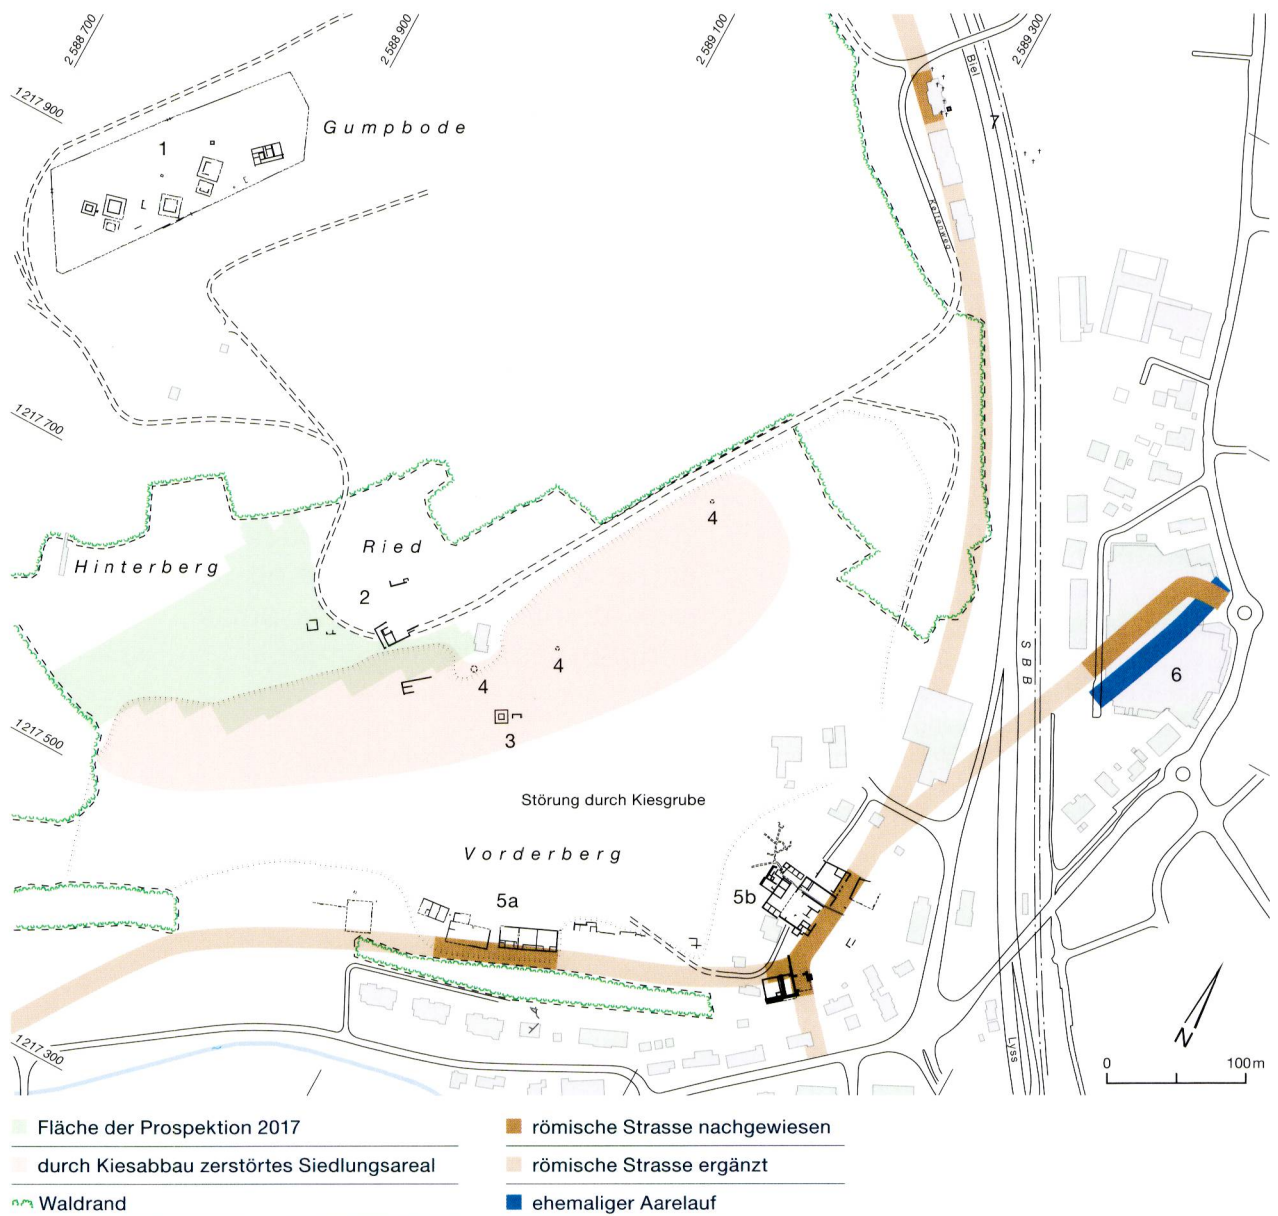 2 588 700
2 588 900
2 589 100
2 589 300
Biel
1 217 900
Gumpbode
1
7
Kellenweg
1 217 700
4
Ried
Hinterberg
2
4
SBB
4
6
3
1 217 500
Störung durch Kiesgrube
Vorderberg
5a
5b
N
1 217 300
Lyss
0 100 m
Fläche der Prospektion 2017
durch Kiesabbau zerstörtes Siedlungsareal
Waldrand
römische Strasse nachgewiesen
römische Strasse ergänzt
ehemaliger Aarelauf